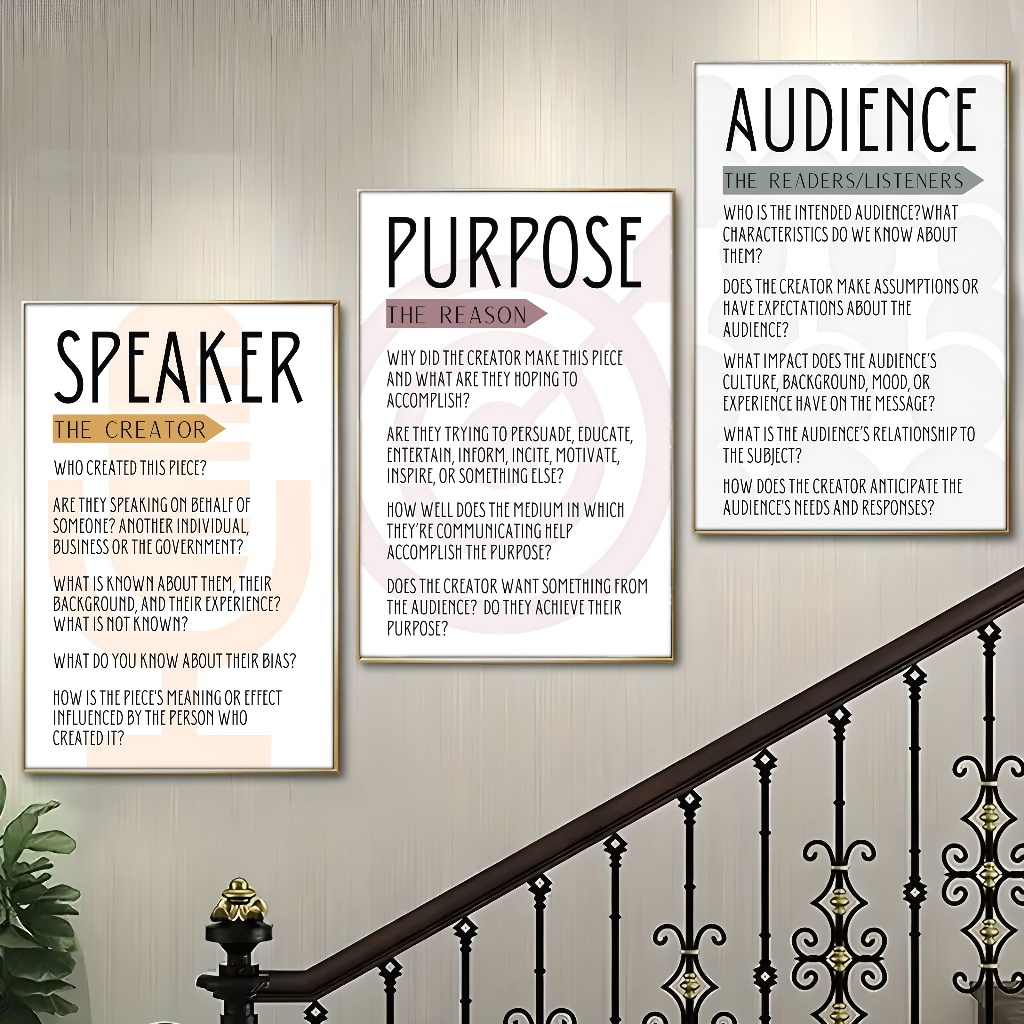 SPEAKER
THE CREATOR
WHO CREATED THIS PIECE?
ARE THEY SPEAKING ON BEHALF OF
SOMEONE? ANOTHER INDIVIDUAL,
BUSINESS OR THE GOVERNMENT?
WHAT IS KNOWN ABOUT THEM, THEIR
BACKGROUND, AND THEIR EXPERIENCE?
WHAT IS NOT KNOWN?
WHAT DO YOU KNOW ABOUT THEIR BIAS?
HOW IS THE PIECE'S MEANING OR EFFECT
INFLUENCED BY THE PERSON WHO
CREATED IT?
PURPOSE
THE REASON
WHY DID THE CREATOR MAKE THIS PIECE
AND WHAT ARE THEY HOPING TO
ACCOMPLISH?
ARE THEY TRYING TO PERSUADE, EDUCATE,
ENTERTAIN, INFORM, INCITE, MOTIVATE,
INSPIRE, OR SOMETHING ELSE?
HOW WELL DOES THE MEDIUM IN WHICH
THEY'RE COMMUNICATING HELP
ACCOMPLISH THE PURPOSE?
DOES THE CREATOR WANT SOMETHING FROM
THE AUDIENCE? DO THEY ACHIEVE THEIR
PURPOSE?
AUDIENCE
THE READERS/LISTENERS
WHO IS THE INTENDED AUDIENCE?WHAT
CHARACTERISTICS DO WE KNOW ABOUT
THEM?
DOES THE CREATOR MAKE ASSUMPTIONS OR
HAVE EXPECTATIONS ABOUT THE
AUDIENCE?
WHAT IMPACT DOES THE AUDIENCE'S
CULTURE, BACKGROUND, MOOD, OR
EXPERIENCE HAVE ON THE MESSAGE?
WHAT IS THE AUDIENCE'S RELATIONSHIP TO
THE SUBJECT?
HOW DOES THE CREATOR ANTICIPATE THE
AUDIENCE'S NEEDS AND RESPONSES?